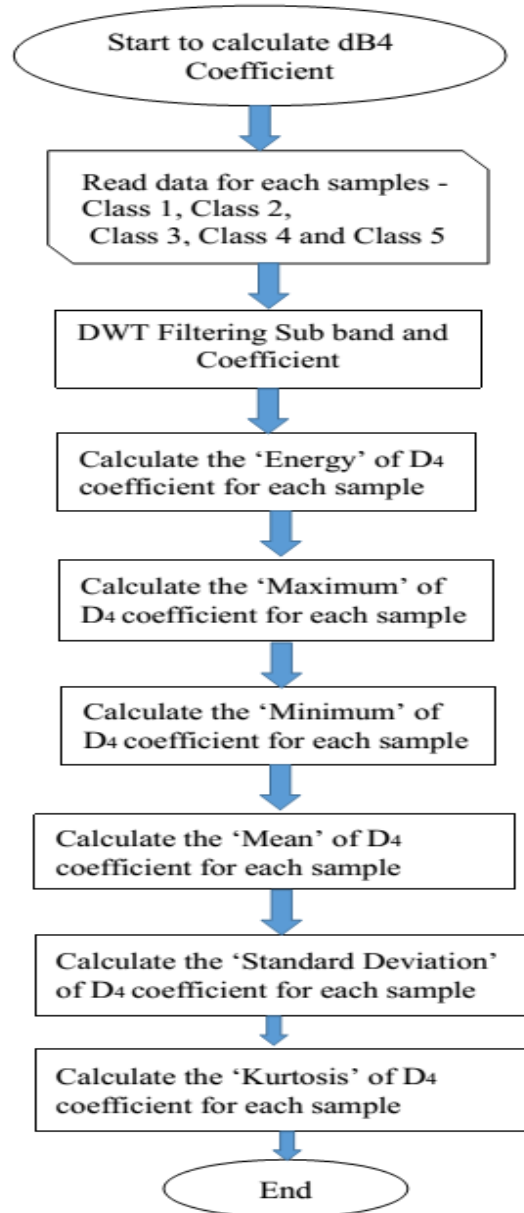 Start to calculate dB4
Coefficient
Read data for each samples -
Class 1, Class 2,
Class 3, Class 4 and Class 5
DWT Filtering Sub band and
Coefficient
Calculate the ‘Energy’ of D4
coefficient for each sample
Calculate the ‘Maximum’ of
D4 coefficient for each sample
Calculate the ‘Minimum’ of
D4 coefficient for each sample
Calculate the ‘Mean’ of D4
coefficient for each sample
Calculate the ‘Standard Deviation’
of D4 coefficient for each sample
Calculate the ‘Kurtosis’ of D4
coefficient for each sample
End